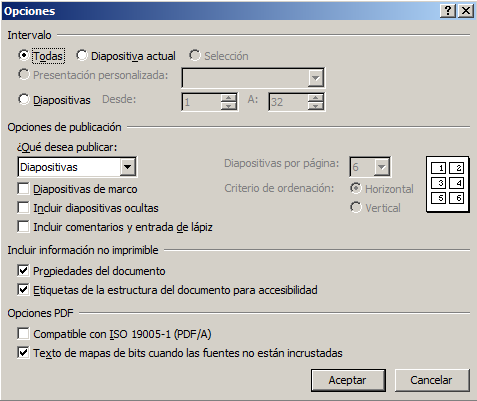 Opciones
Intervalo
Todas Diapositiva actual Selección
Presentación personalizada:
Diapositivas Desde: 1 A: 32
Opciones de publicación
¿Qué desea publicar:
Diapositivas Diapositivas por página: 6
Diapositivas de marco Criterio de ordenación: Horizontal
Incluir diapositivas ocultas Vertical
Incluir comentarios y entrada de lápiz
1 2
3 4
5 6
Incluir información no imprimible
Propiedades del documento
Etiquetas de la estructura del documento para accesibilidad
Opciones PDF
Compatible con ISO 19005-1 (PDF/A)
Texto de mapas de bits cuando las fuentes no están incrustadas
Aceptar Cancelar